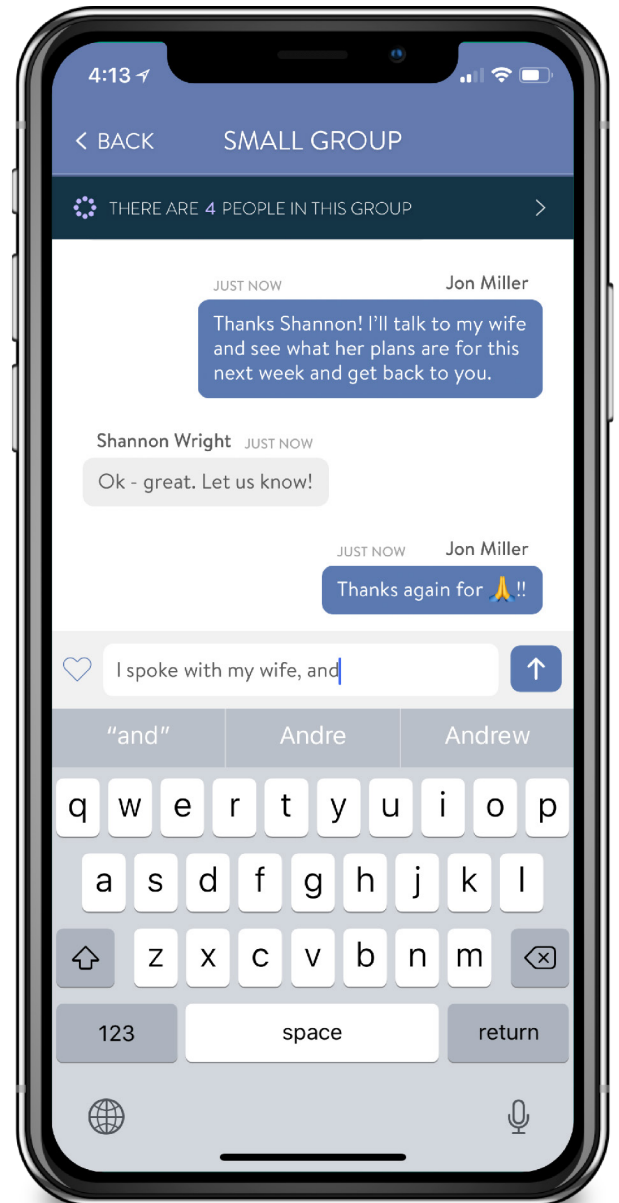 4:13
BACK SMALL GROUP
THERE ARE 4 PEOPLE IN THIS GROUP
JUST NOW Jon Miller
Thanks Shannon! I'll talk to my wife
and see what her plans are for this
next week and get back to you.
Shannon Wright JUST NOW
Ok - great. Let us know!
JUST NOW Jon Miller
Thanks again for 🙏!!
I spoke with my wife, and
"and" Andre Andrew
q w e r t y u i o p
a s d f g h j k l
z x c v b n m
123 space return